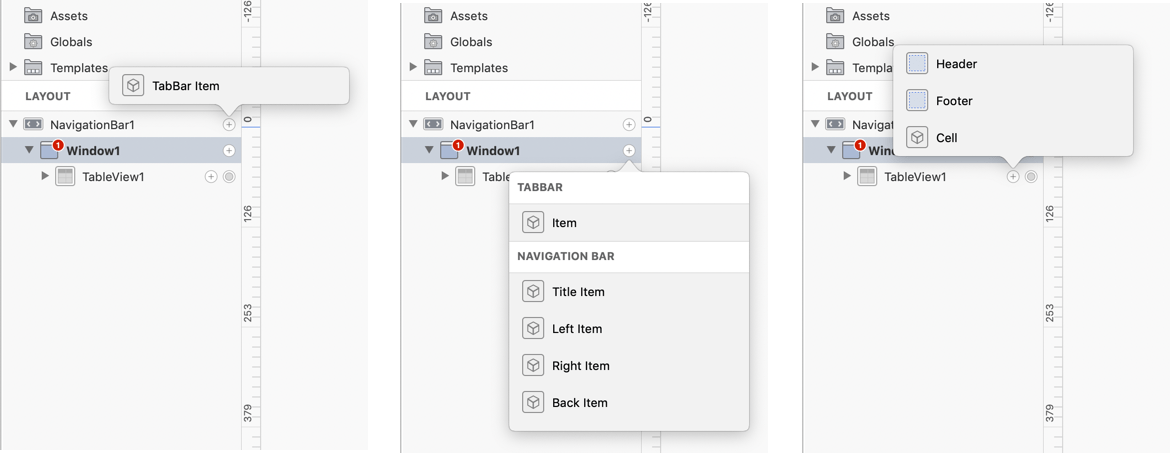 Assets
Globals
Templates
TabBar Item
LAYOUT
NavigationBar1
1
Window1
TableView1
-126
0
126
253
379
Assets
Globals
Templates
LAYOUT
NavigationBar1
1
Window1
Table
TABBAR
Item
NAVIGATION BAR
Title Item
Left Item
Right Item
Back Item
-126
0
Assets
Globals
Templa
Header
Footer
Cell
LAYOUT
Naviga
1
Wind
TableView1
-126
126
253
379